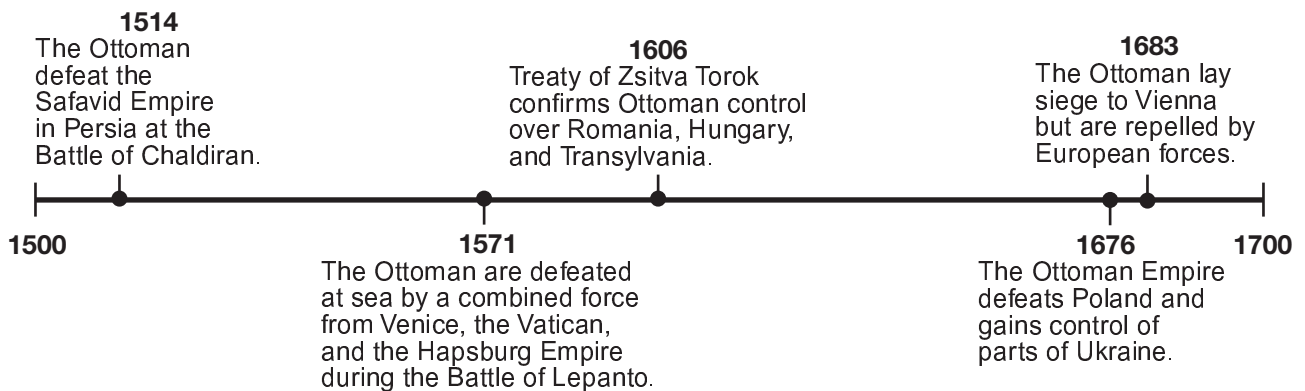 1514
The Ottoman
defeat the
Safavid Empire
in Persia at the
Battle of Chaldiran.
1606
Treaty of Zsitva Torok
confirms Ottoman control
over Romania, Hungary,
and Transylvania.
1683
The Ottoman lay
siege to Vienna
but are repelled by
European forces.
1500
1571
The Ottoman are defeated
at sea by a combined force
from Venice, the Vatican,
and the Hapsburg Empire
during the Battle of Lepanto.
1676
The Ottoman Empire
defeats Poland and
gains control of
parts of Ukraine.
1700